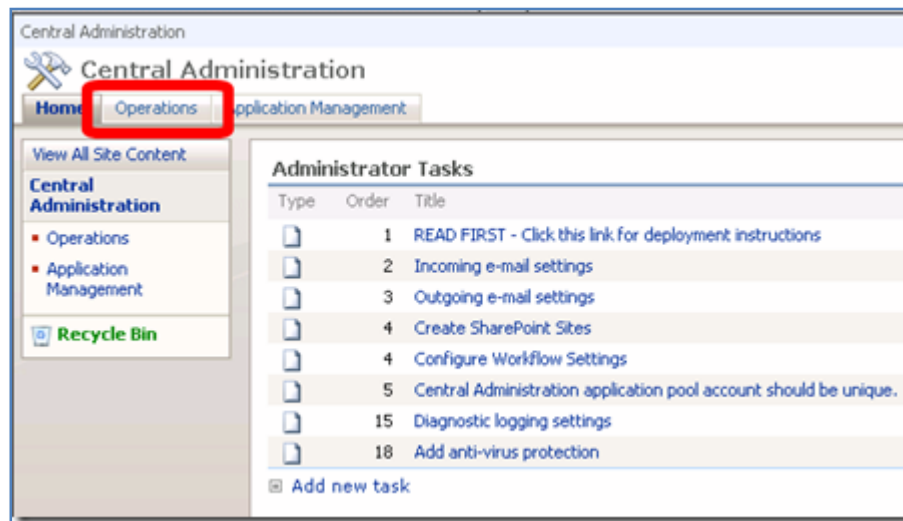 Central Administration
Central Administration
Home Operations Application Management
View All Site Content
Central
Administration
Operations
Application
Management
Recycle Bin
Administrator Tasks
Type Order Title
1 READ FIRST - Click this link for deployment instructions
2 Incoming e-mail settings
3 Outgoing e-mail settings
4 Create SharePoint Sites
4 Configure Workflow Settings
5 Central Administration application pool account should be unique.
15 Diagnostic logging settings
18 Add anti-virus protection
Add new task